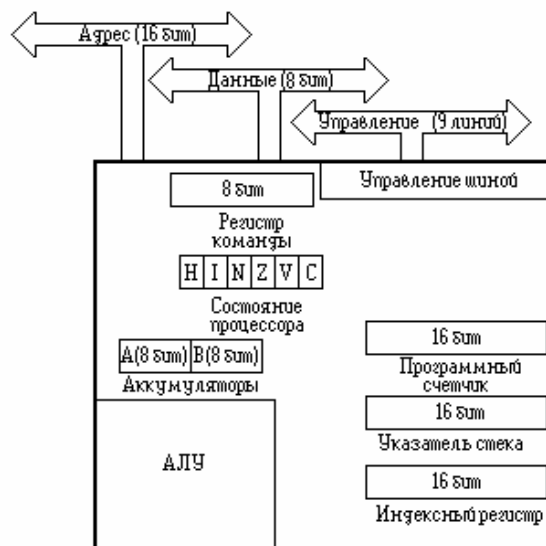 Адрес (16 бит)
Данные (8 бит)
Управление (9 линий)
8 бит
Управление шиной
Регистр
команды
H I N Z V C
Состояние
процессора
16 бит
A(8 бит) B(8 бит)
Программный
счетчик
Аккумуляторы
16 бит
Указатель стека
АЛУ
16 бит
Индексный регистр